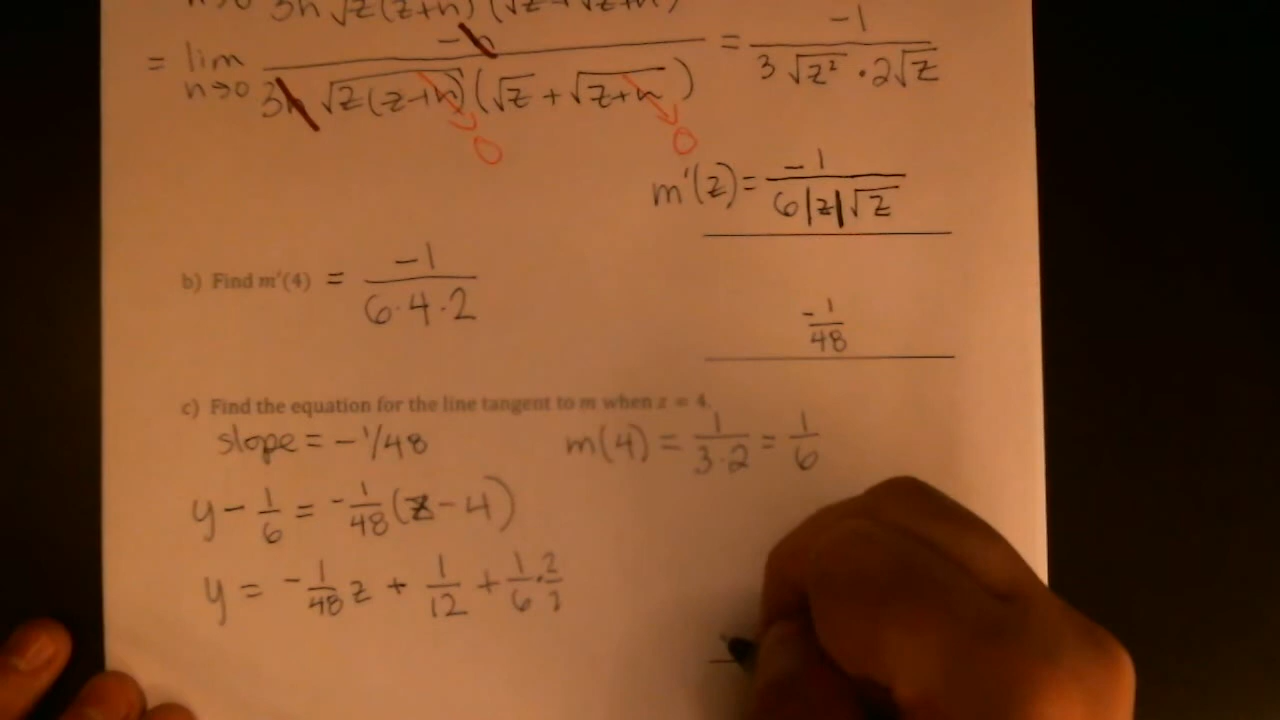 3h √z(z+h) (√z + √z+h)
= lim h→0 -h / 3h √z(z+h) (√z + √z+h) = -1 / 3√z² · 2√z
0 0
m'(z) = -1 / 6|z|√z
b) Find m'(4) = -1 / 6·4·2
-1/48
c) Find the equation for the line tangent to m when z = 4.
slope = -1/48 m(4) = 1/3·2 = 1/6
y - 1/6 = -1/48 (z - 4)
y = -1/48 z + 1/12 + 1/6 · 2/2